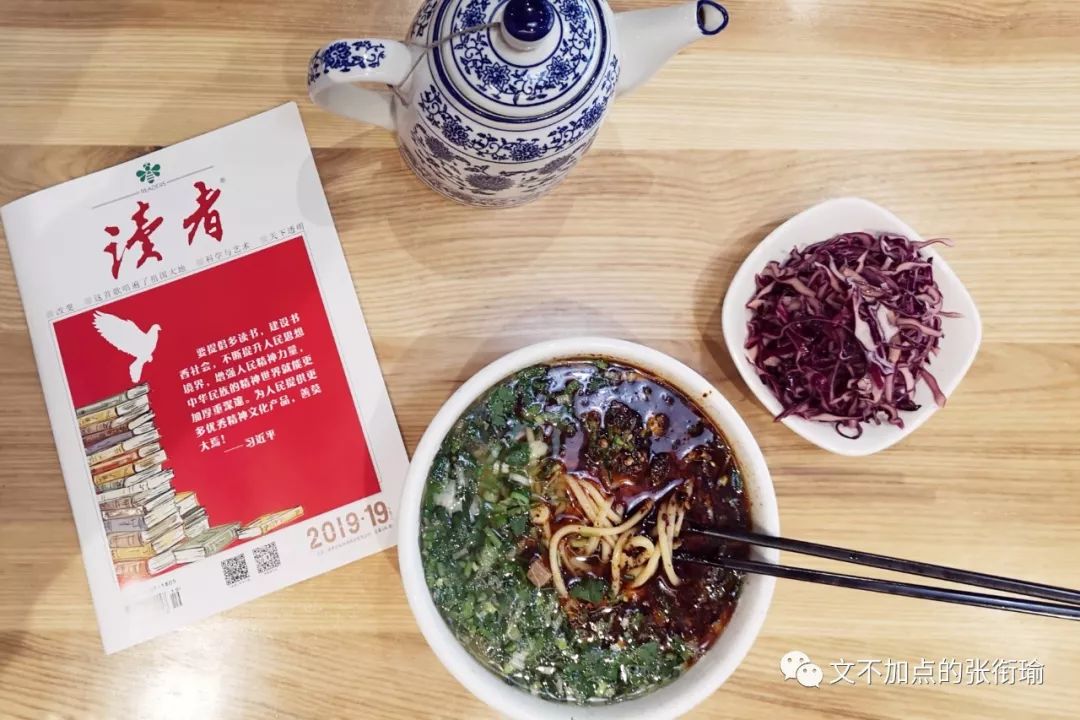 READERS
读者
改变 这首歌唱遍了祖国大地 科学与艺术 天下透明
要提倡多读书，建设书
香社会，不断提升人民思想
境界，增强人民精神力量，
中华民族的精神世界就能更
加厚重深邃。为人民提供更
多优秀精神文化产品，善莫
大焉！——习近平
2019·19
文不加点的张衔瑜